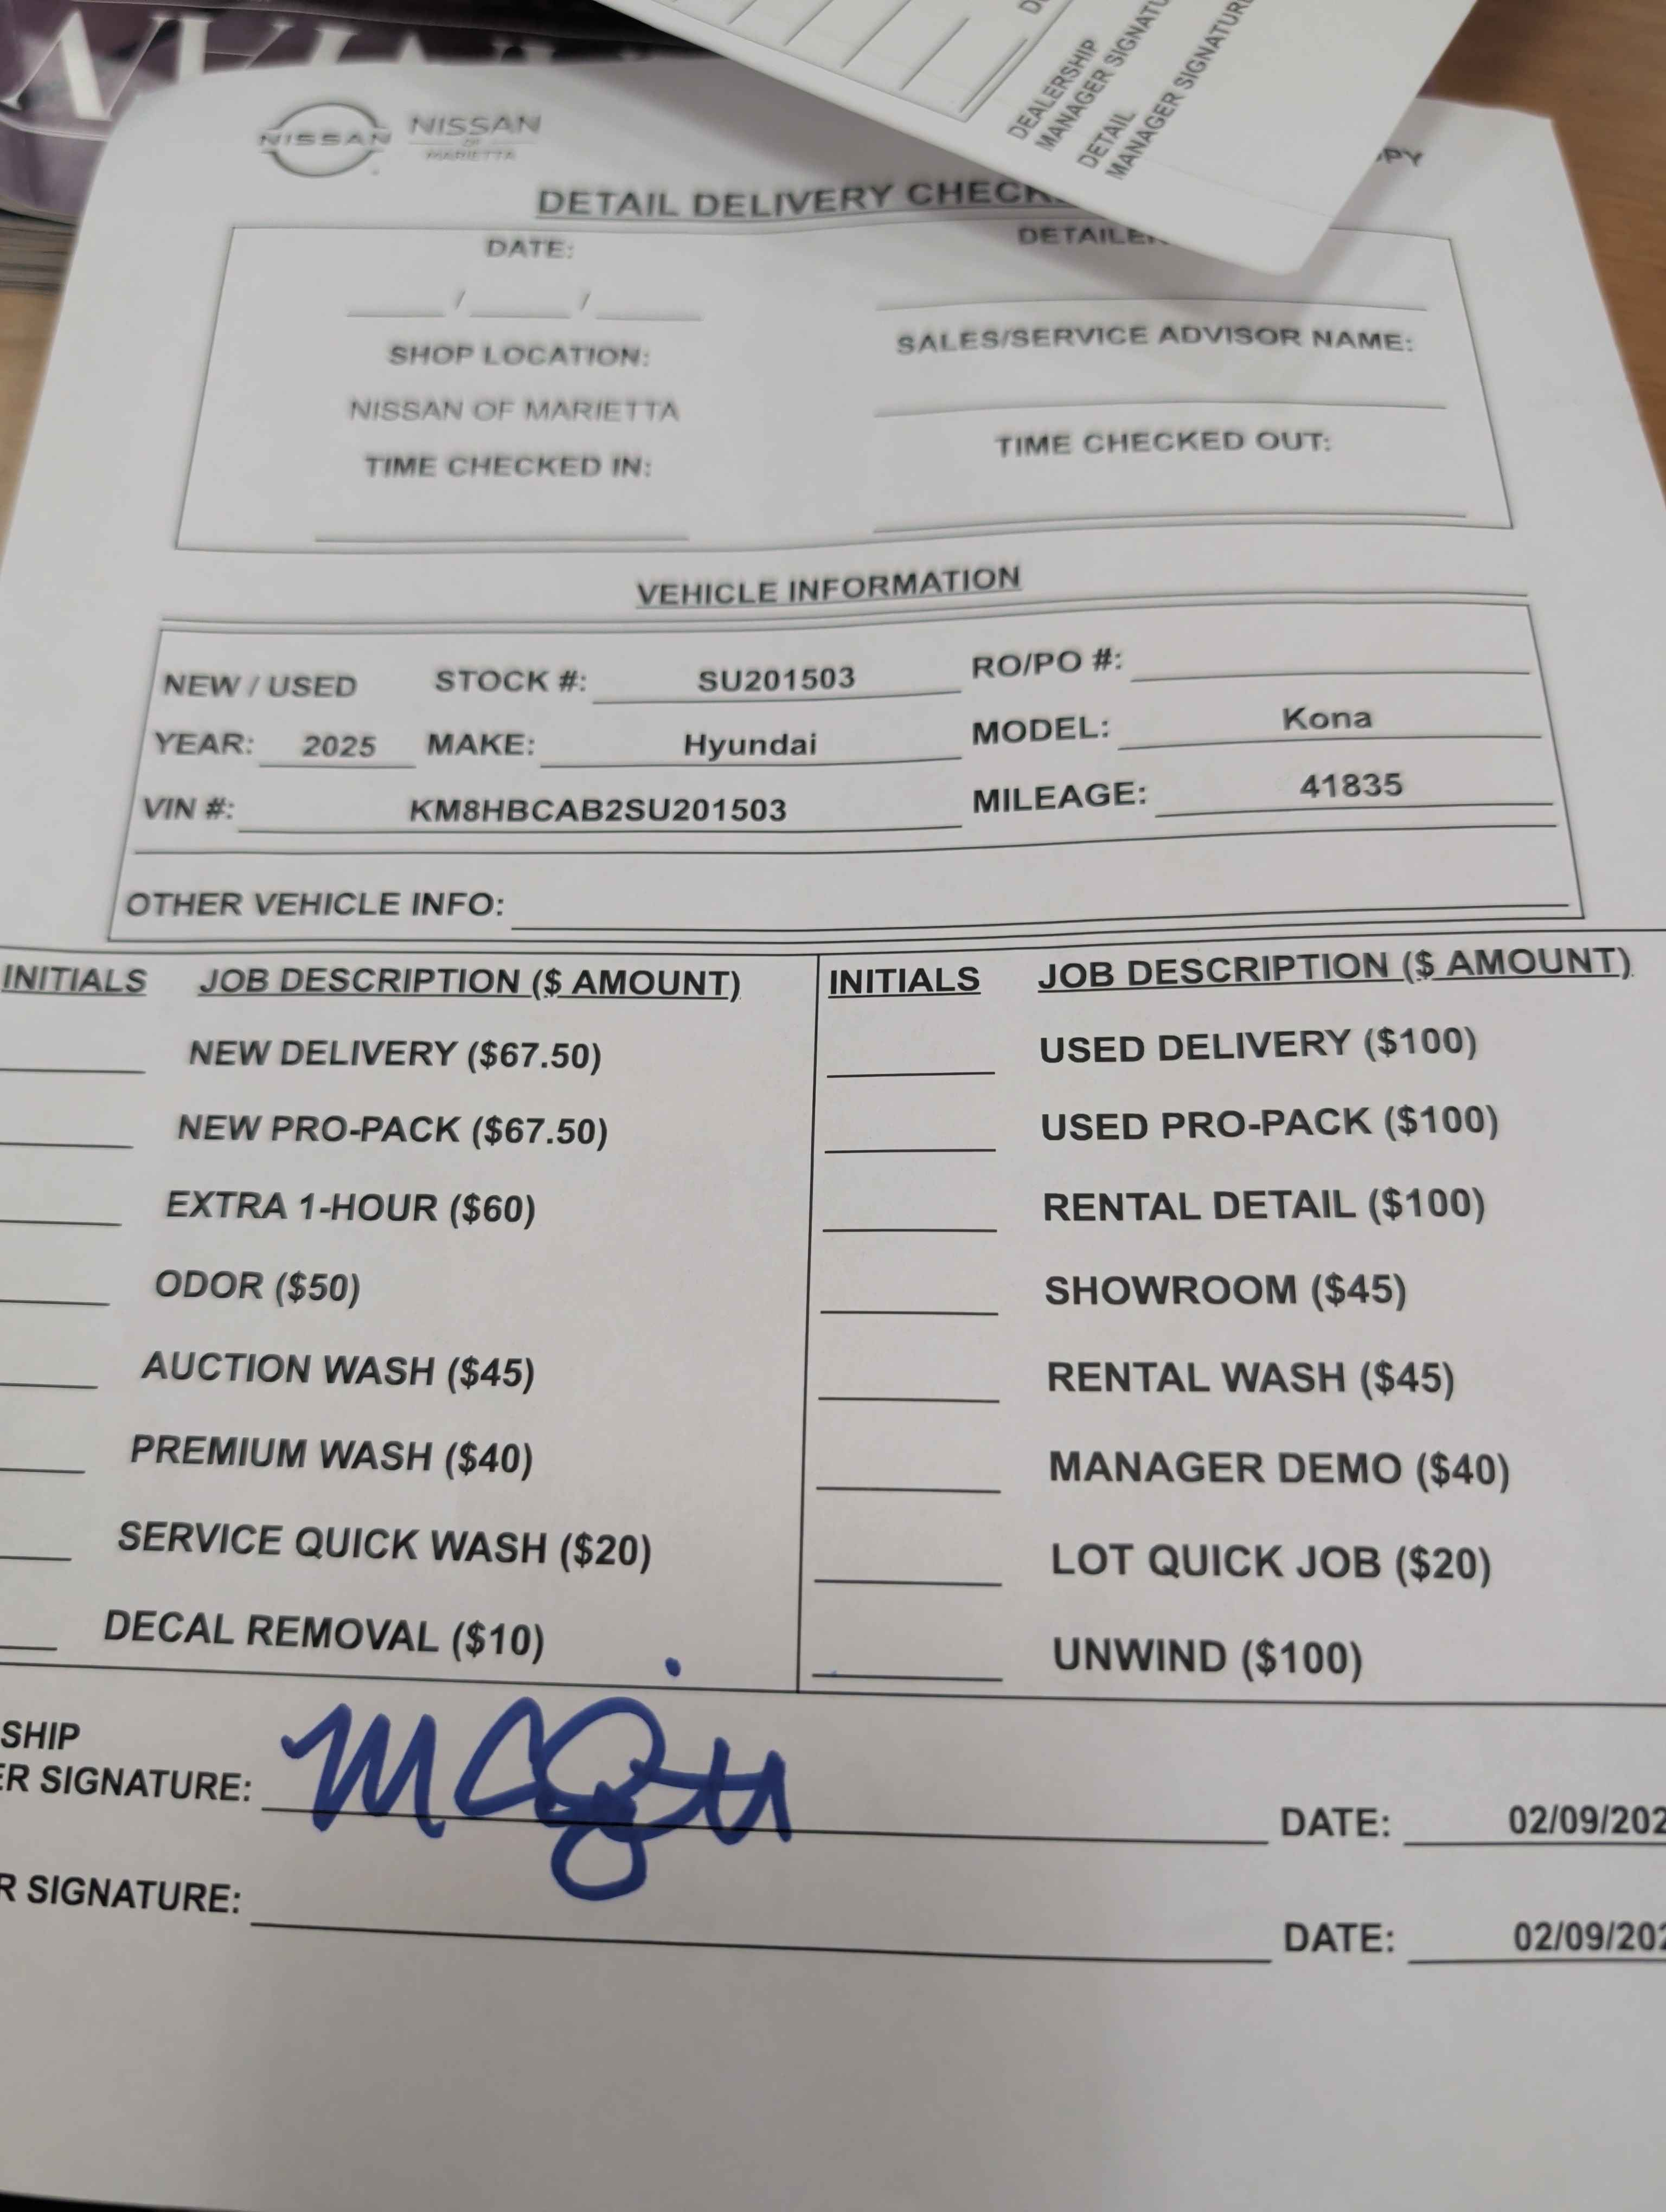 DEALERSHIP
MANAGER SIGNATU
DETAIL
MANAGER SIGNATURE
NISSAN
NISSAN
OF
MARIETTA
PY
DETAIL DELIVERY CHECK
DATE:
DETAILER
/ /
SHOP LOCATION:
SALES/SERVICE ADVISOR NAME:
NISSAN OF MARIETTA
TIME CHECKED IN:
TIME CHECKED OUT:
VEHICLE INFORMATION
NEW / USED STOCK #: SU201503 RO/PO #:
YEAR: 2025 MAKE: Hyundai MODEL: Kona
VIN #: KM8HBCAB2SU201503 MILEAGE: 41835
OTHER VEHICLE INFO:
INITIALS JOB DESCRIPTION ($ AMOUNT) INITIALS JOB DESCRIPTION ($ AMOUNT)
NEW DELIVERY ($67.50) USED DELIVERY ($100)
NEW PRO-PACK ($67.50) USED PRO-PACK ($100)
EXTRA 1-HOUR ($60) RENTAL DETAIL ($100)
ODOR ($50) SHOWROOM ($45)
AUCTION WASH ($45) RENTAL WASH ($45)
PREMIUM WASH ($40) MANAGER DEMO ($40)
SERVICE QUICK WASH ($20) LOT QUICK JOB ($20)
DECAL REMOVAL ($10) UNWIND ($100)
SHIP
ER SIGNATURE: DATE: 02/09/202
R SIGNATURE: DATE: 02/09/202